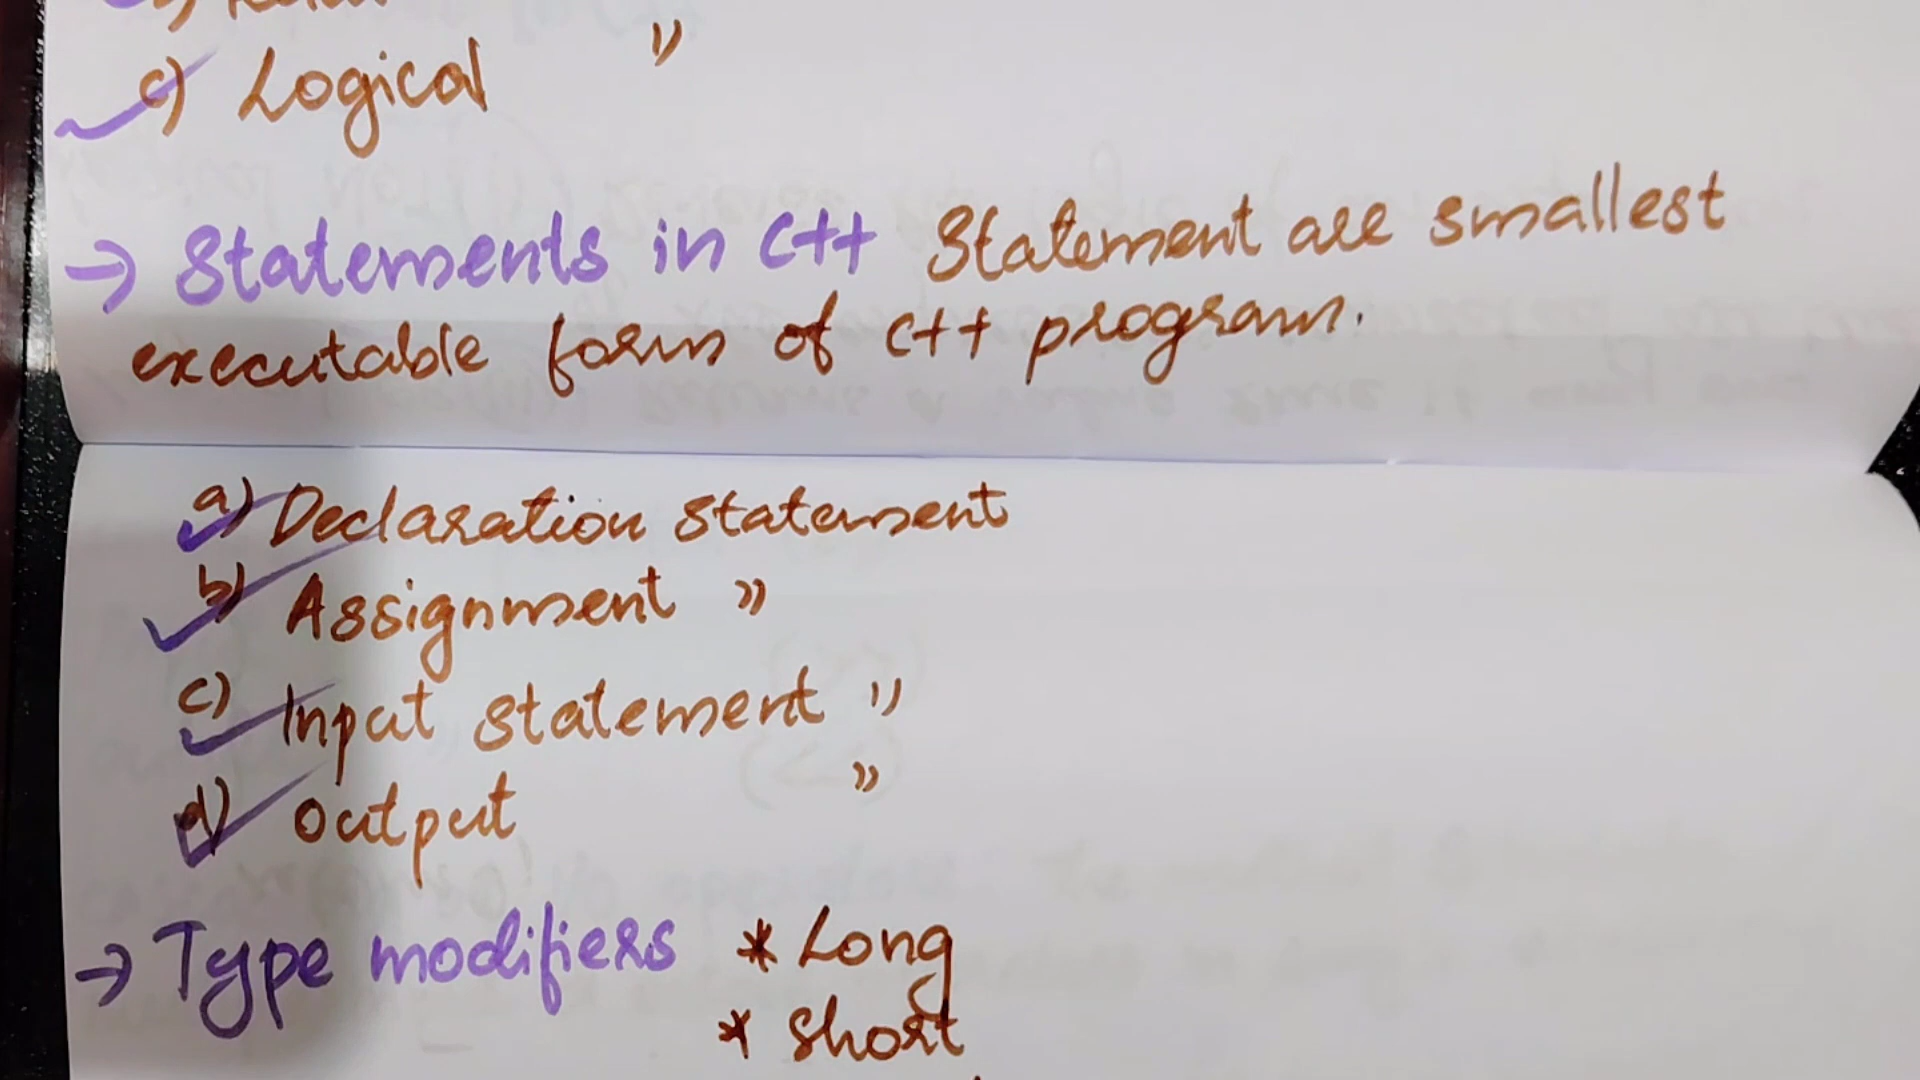 c) Logical "
→ Statements in C++ Statement are smallest
executable form of C++ program.
a) Declaration statement
b) Assignment "
c) Input statement "
d) output "
→ Type modifiers * Long
* short